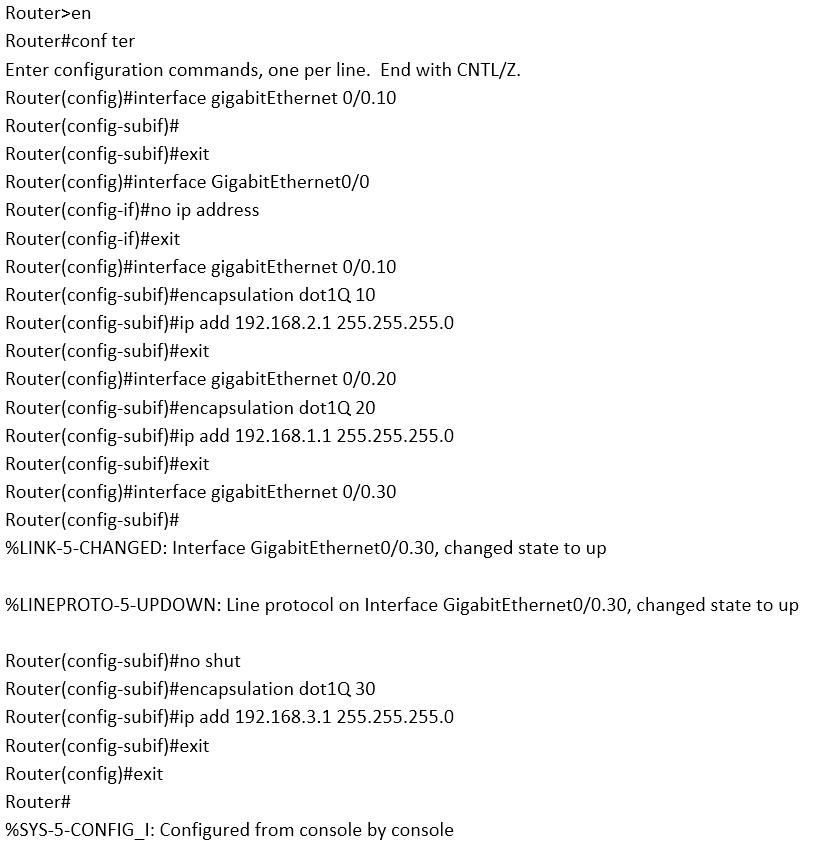 Router>en
Router#conf ter
Enter configuration commands, one per line.  End with CNTL/Z.
Router(config)#interface gigabitEthernet 0/0.10
Router(config-subif)#
Router(config-subif)#exit
Router(config)#interface GigabitEthernet0/0
Router(config-if)#no ip address
Router(config-if)#exit
Router(config)#interface gigabitEthernet 0/0.10
Router(config-subif)#encapsulation dot1Q 10
Router(config-subif)#ip add 192.168.2.1 255.255.255.0
Router(config-subif)#exit
Router(config)#interface gigabitEthernet 0/0.20
Router(config-subif)#encapsulation dot1Q 20
Router(config-subif)#ip add 192.168.1.1 255.255.255.0
Router(config-subif)#exit
Router(config)#interface gigabitEthernet 0/0.30
Router(config-subif)#
%LINK-5-CHANGED: Interface GigabitEthernet0/0.30, changed state to up
%LINEPROTO-5-UPDOWN: Line protocol on Interface GigabitEthernet0/0.30, changed state to up
Router(config-subif)#no shut
Router(config-subif)#encapsulation dot1Q 30
Router(config-subif)#ip add 192.168.3.1 255.255.255.0
Router(config-subif)#exit
Router(config)#exit
Router#
%SYS-5-CONFIG_I: Configured from console by console